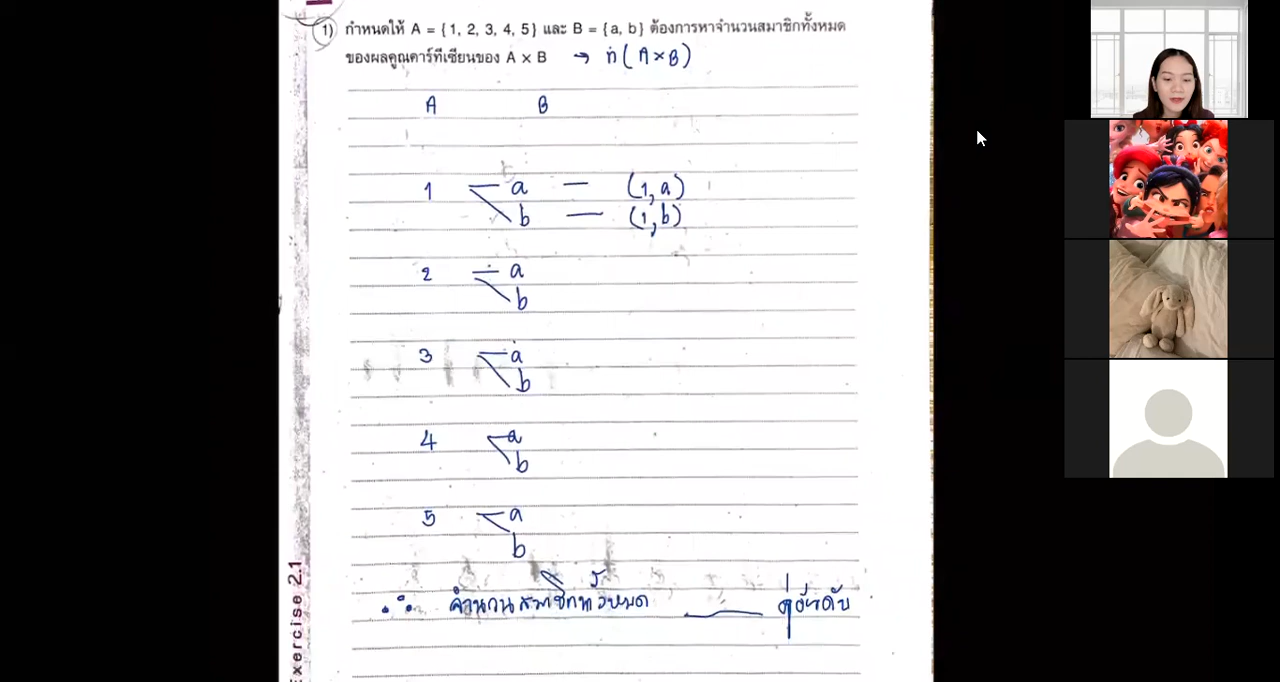 1) กำหนดให้ A = {1, 2, 3, 4, 5} และ B = {a, b} ต้องการหาจำนวนสมาชิกทั้งหมด
ของผลคูณคาร์ทีเซียนของ A × B → n(A×B)
A B
1 a — (1,a)
b — (1,b)
2 a
b
3 a
b
4 a
b
5 a
b
∴ จำนวนสมาชิกทั้งหมด ____ คู่อันดับ
Exercise 2.1